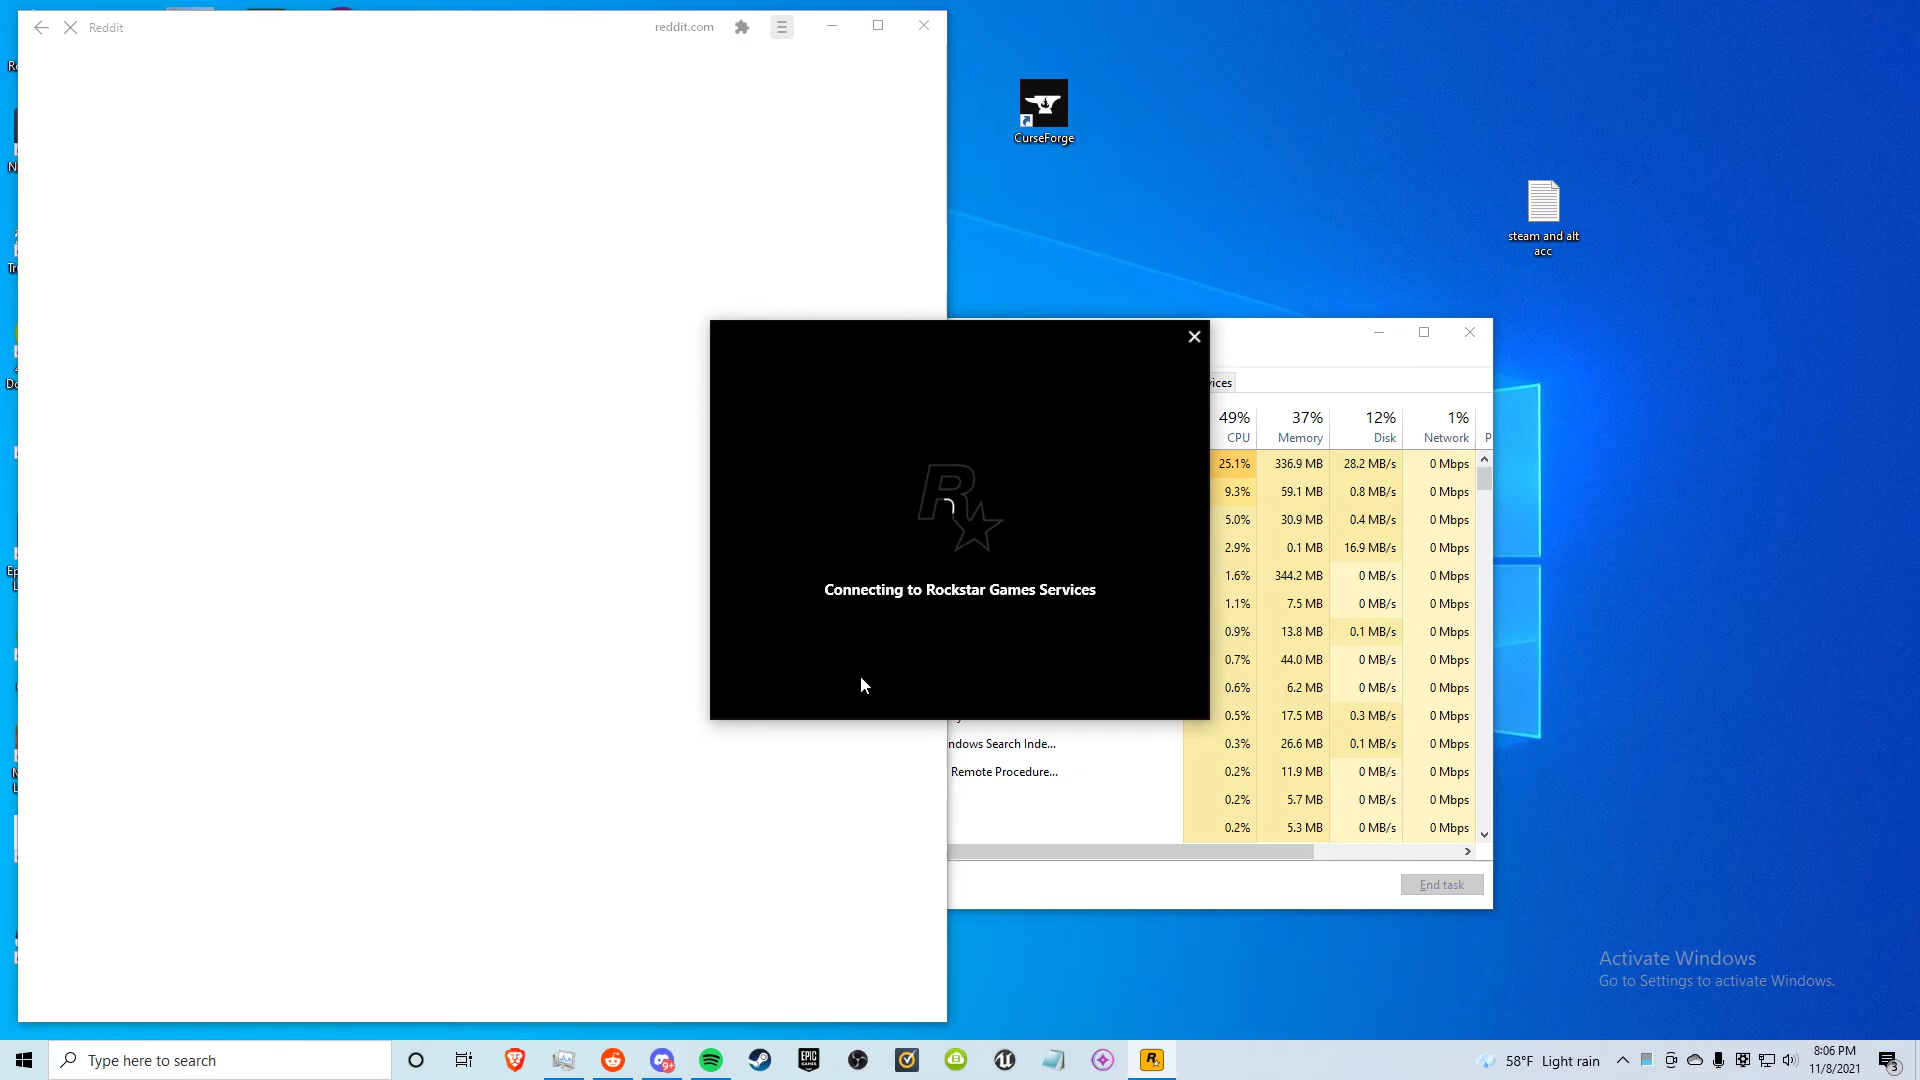 Reddit
reddit.com
CurseForge
steam and alt
acc
Connecting to Rockstar Games Services
vices
49% 37% 12% 1%
CPU Memory Disk Network P
25.1% 336.9 MB 28.2 MB/s 0 Mbps
9.3% 59.1 MB 0.8 MB/s 0 Mbps
5.0% 30.9 MB 0.4 MB/s 0 Mbps
2.9% 0.1 MB 16.9 MB/s 0 Mbps
1.6% 344.2 MB 0 MB/s 0 Mbps
1.1% 7.5 MB 0 MB/s 0 Mbps
0.9% 13.8 MB 0.1 MB/s 0 Mbps
0.7% 44.0 MB 0 MB/s 0 Mbps
0.6% 6.2 MB 0 MB/s 0 Mbps
0.5% 17.5 MB 0.3 MB/s 0 Mbps
ndows Search Inde... 0.3% 26.6 MB 0.1 MB/s 0 Mbps
Remote Procedure... 0.2% 11.9 MB 0 MB/s 0 Mbps
0.2% 5.7 MB 0 MB/s 0 Mbps
0.2% 5.3 MB 0 MB/s 0 Mbps
End task
Activate Windows
Go to Settings to activate Windows.
Type here to search
9+
EPIC
GAMES
58°F Light rain
8:06 PM
11/8/2021
3